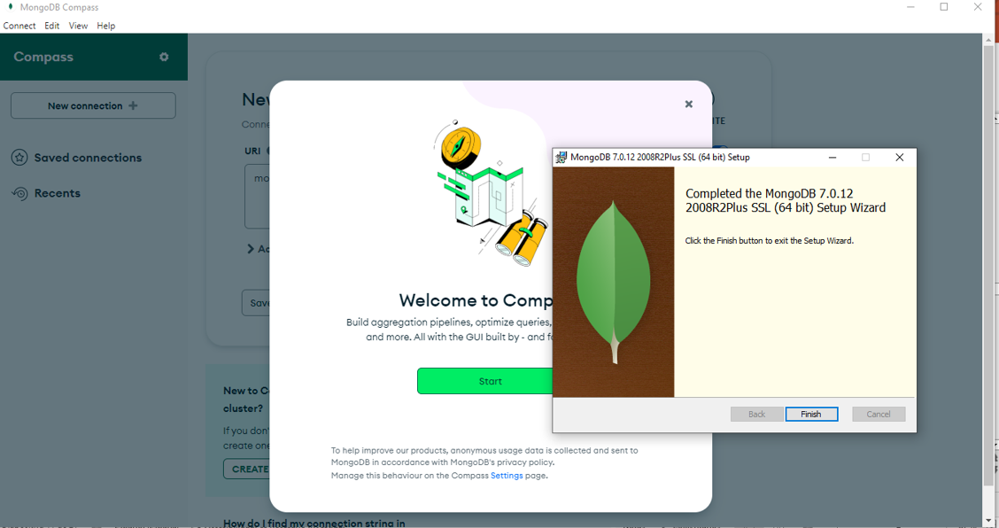 MongoDB Compass
Connect Edit View Help
Compass
New connection
Saved connections
Recents
New
URI
Welcome to Comp
Build aggregation pipelines, optimize queries,
and more. All with the GUI built by - and fo
Start
To help improve our products, anonymous usage data is collected and sent to
MongoDB in accordance with MongoDB's privacy policy.
Manage this behaviour on the Compass Settings page.
MongoDB 7.0.12 2008R2Plus SSL (64 bit) Setup
Completed the MongoDB 7.0.12
2008R2Plus SSL (64 bit) Setup Wizard
Click the Finish button to exit the Setup Wizard.
Back Finish Cancel
New to Co
cluster?
If you don'
create one
CREATE
How do I find my connection string in